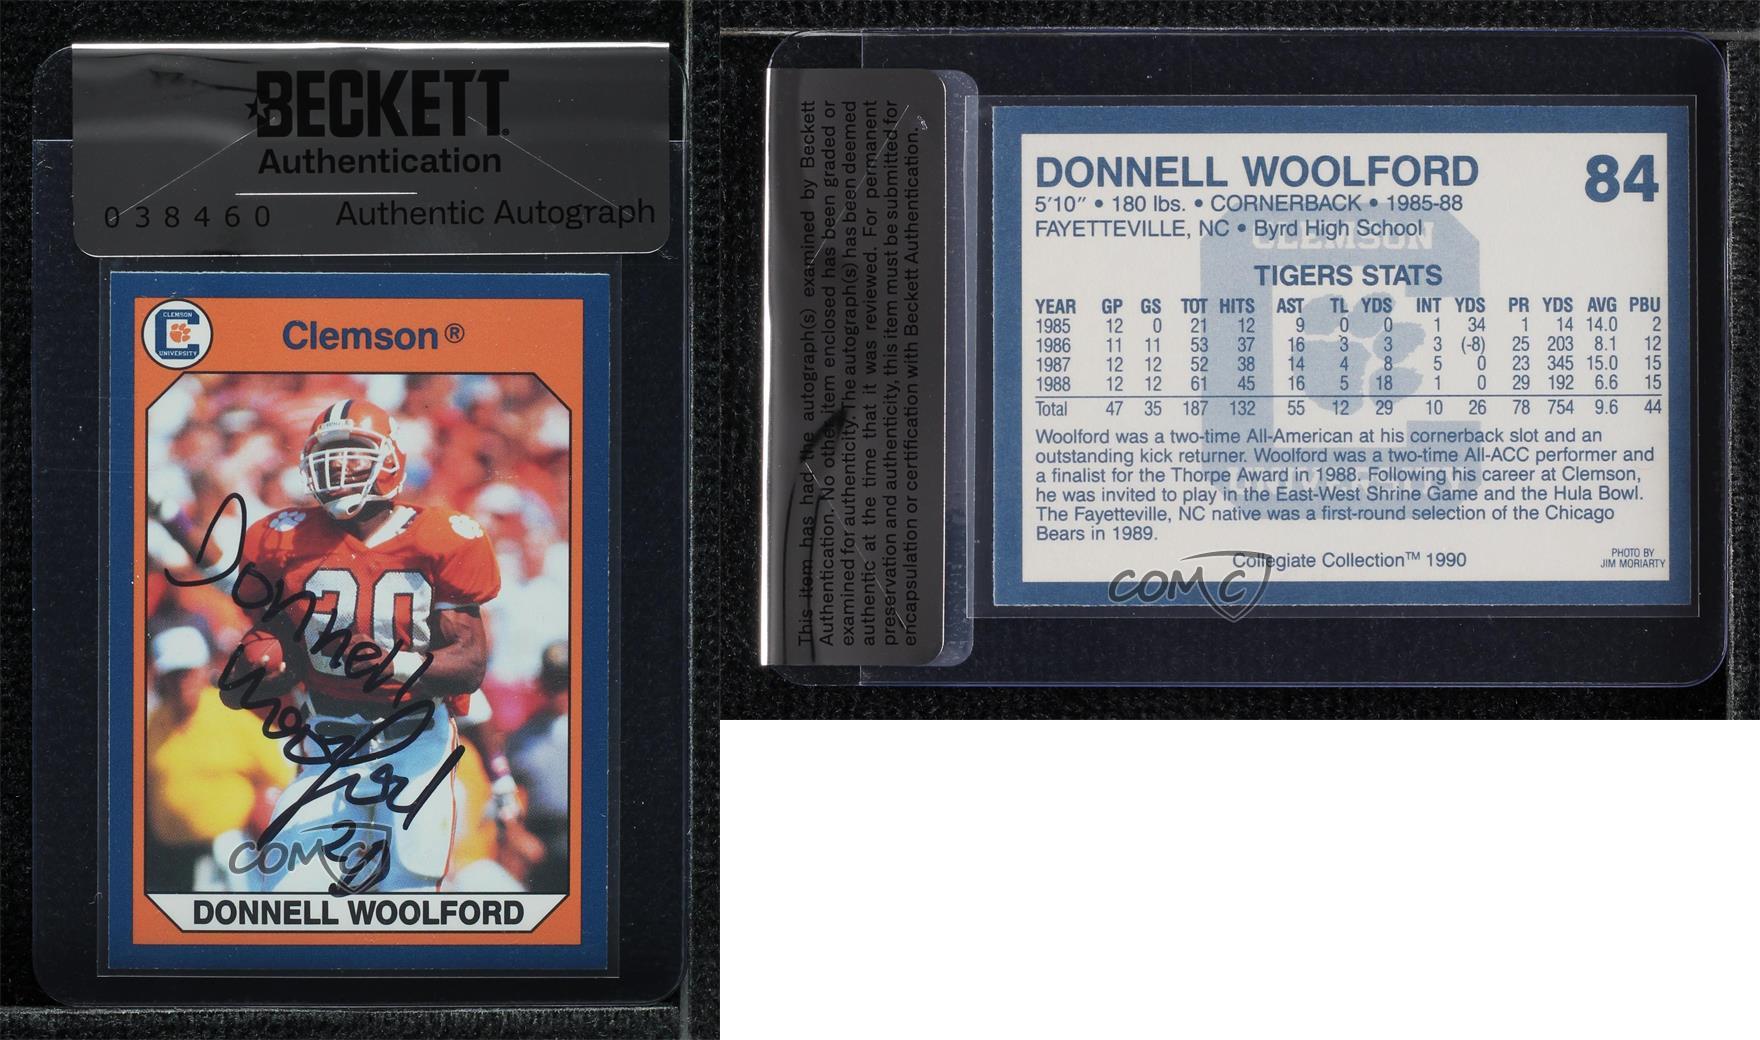 BECKETT®
Authentication
038460 Authentic Autograph
CLEMSON
C
UNIVERSITY
Clemson®
20
Donnell
Woolford
COMC
DONNELL WOOLFORD
This item has had the autograph(s) examined by Beckett
Authentication. No other item enclosed has been graded or
examined for authenticity. The autograph(s) has been deemed
authentic at the time that it was reviewed. For permanent
preservation and authenticity, this item must be submitted for
encapsulation or certification with Beckett Authentication.
DONNELL WOOLFORD 84
5'10" • 180 lbs. • CORNERBACK • 1985-88
FAYETTEVILLE, NC • Byrd High School
CLEMSON
TIGERS STATS
YEAR GP GS TOT HITS AST TL YDS INT YDS PR YDS AVG PBU
1985 12 0 21 12 9 0 0 1 34 1 14 14.0 2
1986 11 11 53 37 16 3 3 3 (-8) 25 203 8.1 12
1987 12 12 52 38 14 4 8 5 0 23 345 15.0 15
1988 12 12 61 45 16 5 18 1 0 29 192 6.6 15
Total 47 35 187 132 55 12 29 10 26 78 754 9.6 44
Woolford was a two-time All-American at his cornerback slot and an
outstanding kick returner. Woolford was a two-time All-ACC performer and
a finalist for the Thorpe Award in 1988. Following his career at Clemson,
he was invited to play in the East-West Shrine Game and the Hula Bowl.
The Fayetteville, NC native was a first-round selection of the Chicago
Bears in 1989.
UNIVERSITY
Collegiate Collection™ 1990
PHOTO BY
JIM MORIARTY
COMC